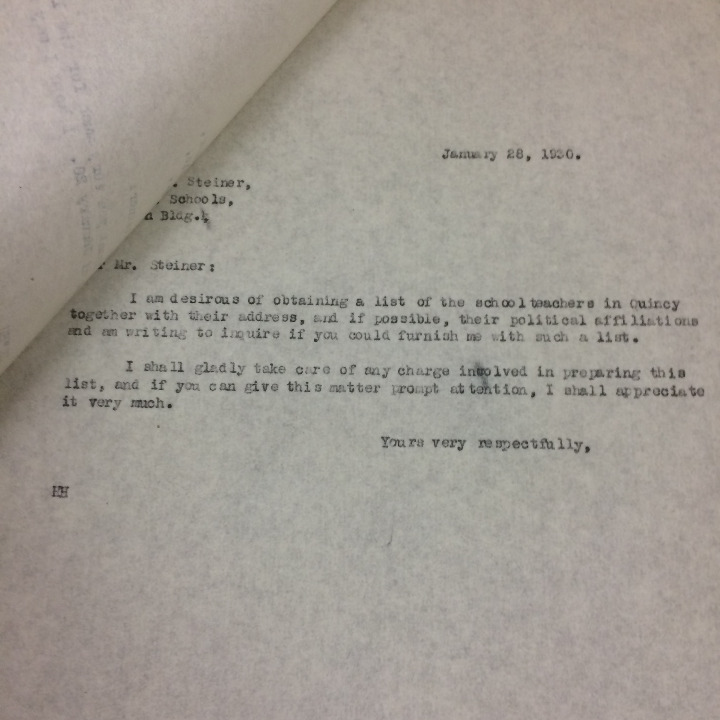 January 28, 1930.
. Steiner,
. Schools,
Bldg.,
Mr. Steiner:
I am desirous of obtaining a list of the schoolteachers in Quincy
together with their address, and if possible, their political affiliations
and am writing to inquire if you could furnish me with such a list.
I shall gladly take care of any charge involved in preparing this
list, and if you can give this matter prompt attention, I shall appreciate
it very much.
Yours very respectfully,
HH